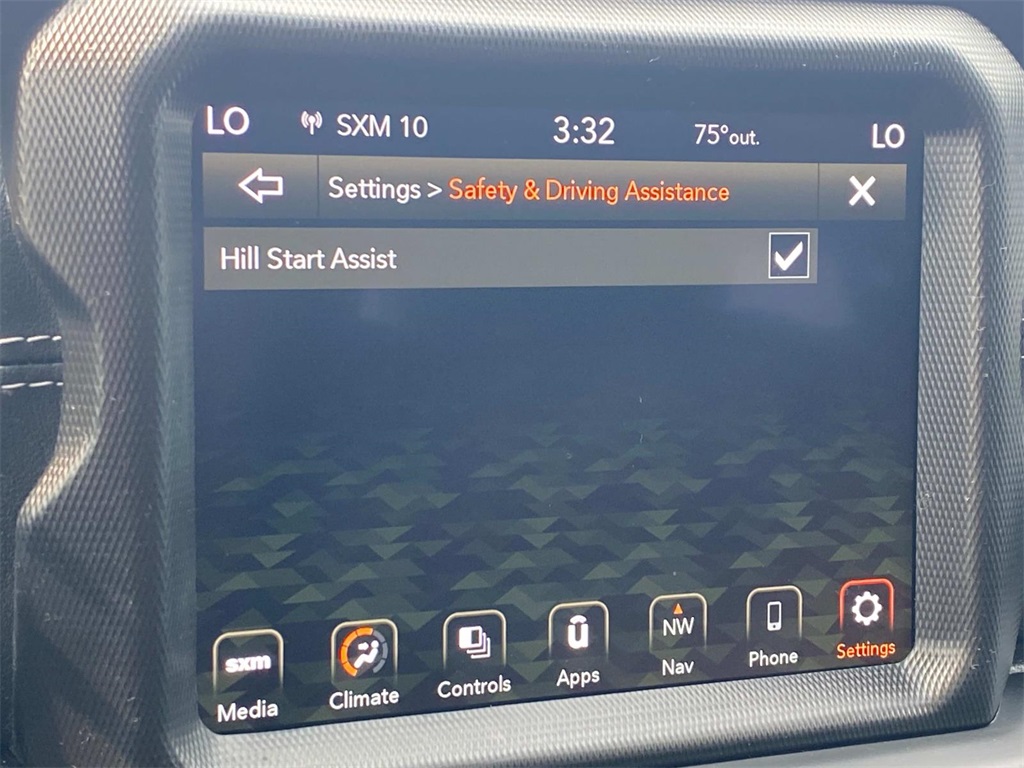 LO SXM 10 3:32 75°out. LO
Settings > Safety & Driving Assistance
Hill Start Assist
sxm NW
Media Climate Controls Apps Nav Phone Settings